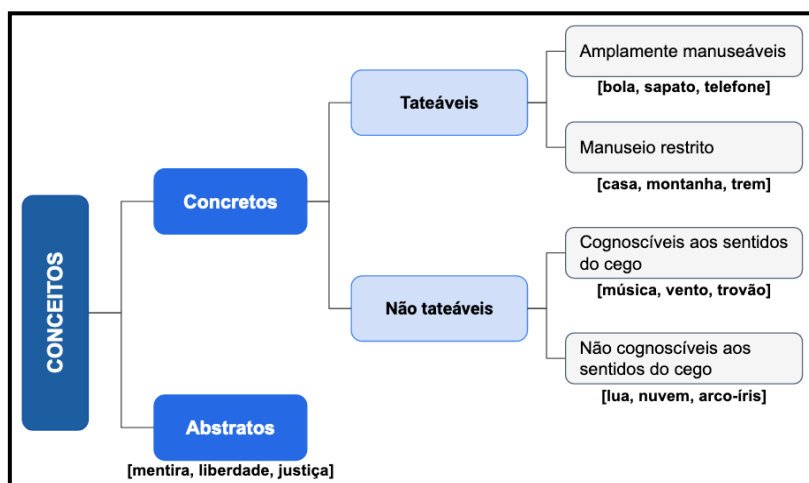 CONCEITOS
Concretos
Tateáveis
Amplamente manuseáveis
[bola, sapato, telefone]
Manuseio restrito
[casa, montanha, trem]
Não tateáveis
Cognoscíveis aos sentidos
do cego
[música, vento, trovão]
Não cognoscíveis aos
sentidos do cego
[lua, nuvem, arco-íris]
Abstratos
[mentira, liberdade, justiça]